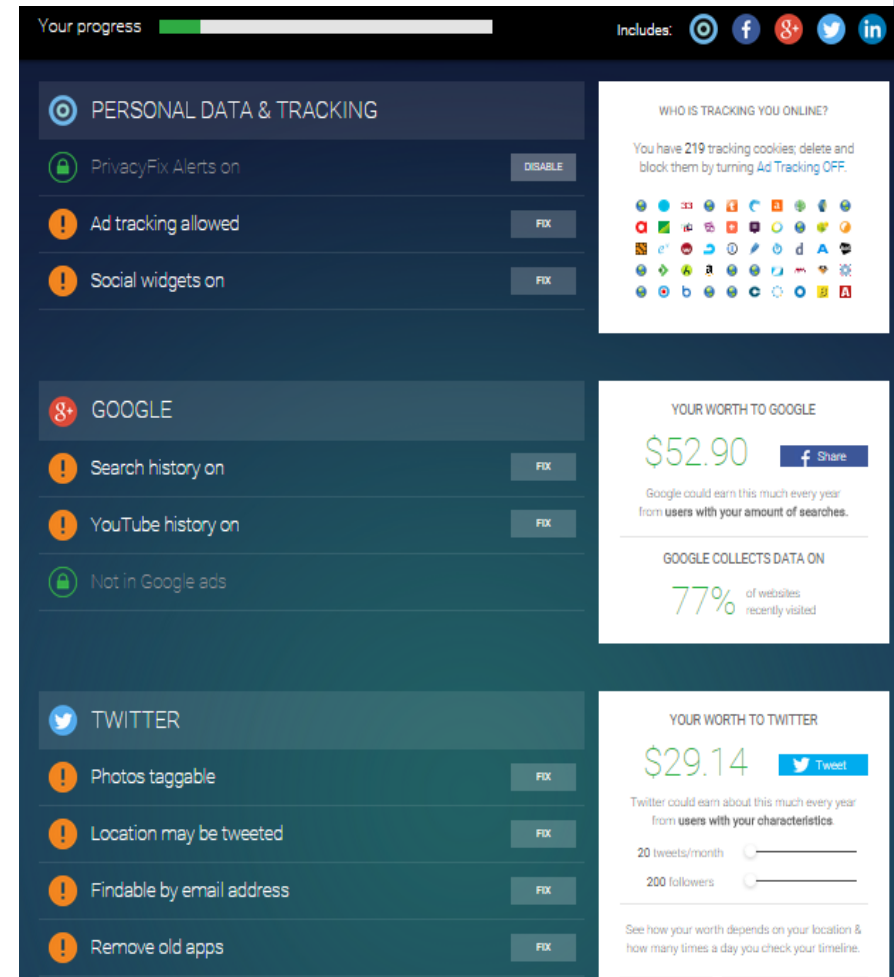 Your progress
Includes:
PERSONAL DATA & TRACKING
PrivacyFix Alerts on
DISABLE
Ad tracking allowed
FIX
Social widgets on
FIX
WHO IS TRACKING YOU ONLINE?
You have 219 tracking cookies; delete and
block them by turning Ad Tracking OFF.
GOOGLE
Search history on
FIX
YouTube history on
FIX
Not in Google ads
YOUR WORTH TO GOOGLE
$52.90
Share
Google could earn this much every year
from users with your amount of searches.
GOOGLE COLLECTS DATA ON
77%
of websites
recently visited
TWITTER
Photos taggable
FIX
Location may be tweeted
FIX
Findable by email address
FIX
Remove old apps
FIX
YOUR WORTH TO TWITTER
$29.14
Tweet
Twitter could earn about this much every year
from users with your characteristics.
20 tweets/month
200 followers
See how your worth depends on your location &
how many times a day you check your timeline.